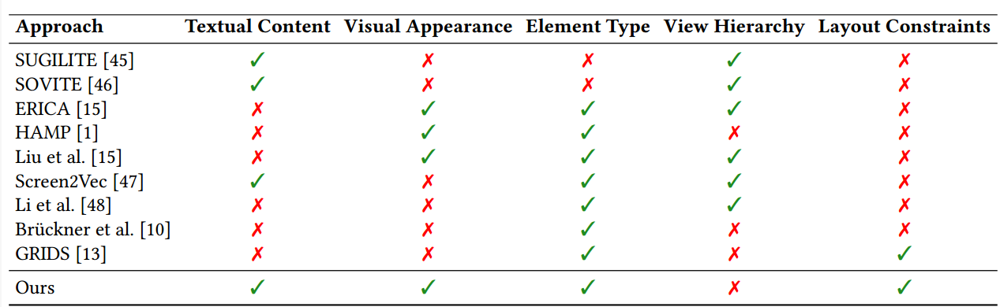 Approach Textual Content Visual Appearance Element Type View Hierarchy Layout Constraints
SUGILITE [45] ✓ ✗ ✗ ✓ ✗
SOVITE [46] ✓ ✗ ✗ ✓ ✗
ERICA [15] ✗ ✓ ✓ ✓ ✗
HAMP [1] ✗ ✓ ✓ ✗ ✗
Liu et al. [15] ✗ ✓ ✓ ✓ ✗
Screen2Vec [47] ✓ ✗ ✓ ✓ ✗
Li et al. [48] ✗ ✗ ✓ ✓ ✗
Brückner et al. [10] ✗ ✗ ✓ ✗ ✗
GRIDS [13] ✗ ✗ ✓ ✗ ✓
Ours ✓ ✓ ✓ ✗ ✓